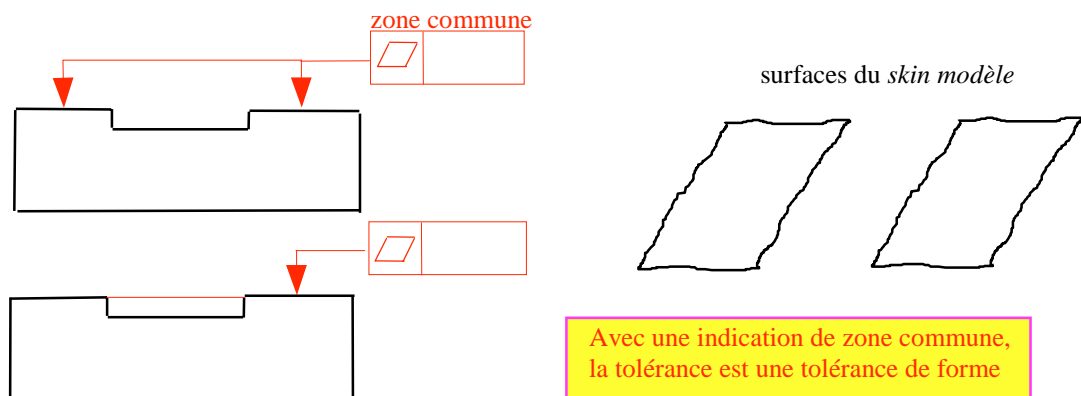 zone commune
surfaces du skin modèle
Avec une indication de zone commune,
la tolérance est une tolérance de forme